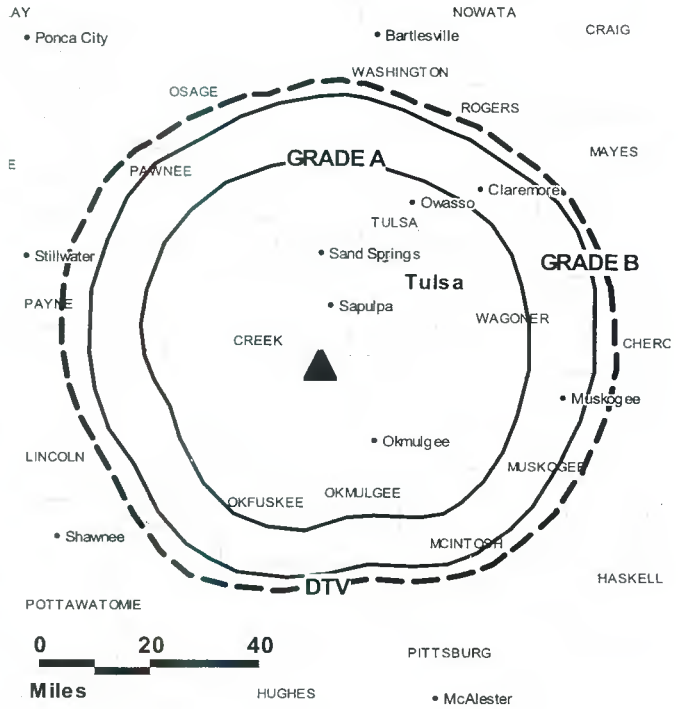 AY
NOWATA
Ponca City
Bartlesville
CRAIG
WASHINGTON
OSAGE
ROGERS
E
GRADE A
MAYES
PAWNEE
Claremore
Owasso
TULSA
Stillwater
Sand Springs
GRADE B
Tulsa
PAYNE
Sapulpa
WAGONER
CREEK
CHERC
Muskogee
Okmulgee
LINCOLN
MUSKOGEE
OKMULGEE
OKFUSKEE
Shawnee
MCINTOSH
HASKELL
DTV
POTTAWATOMIE
0 20 40
PITTSBURG
Miles
HUGHES
McAlester